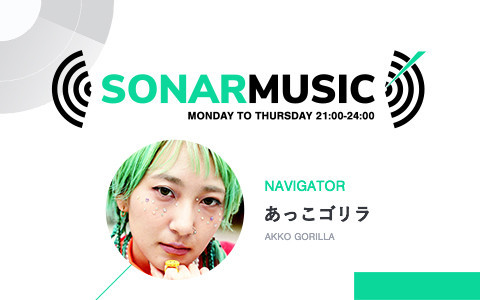 SONARMUSIC
MONDAY TO THURSDAY 21:00-24:00
NAVIGATOR
あっこゴリラ
AKKO GORILLA